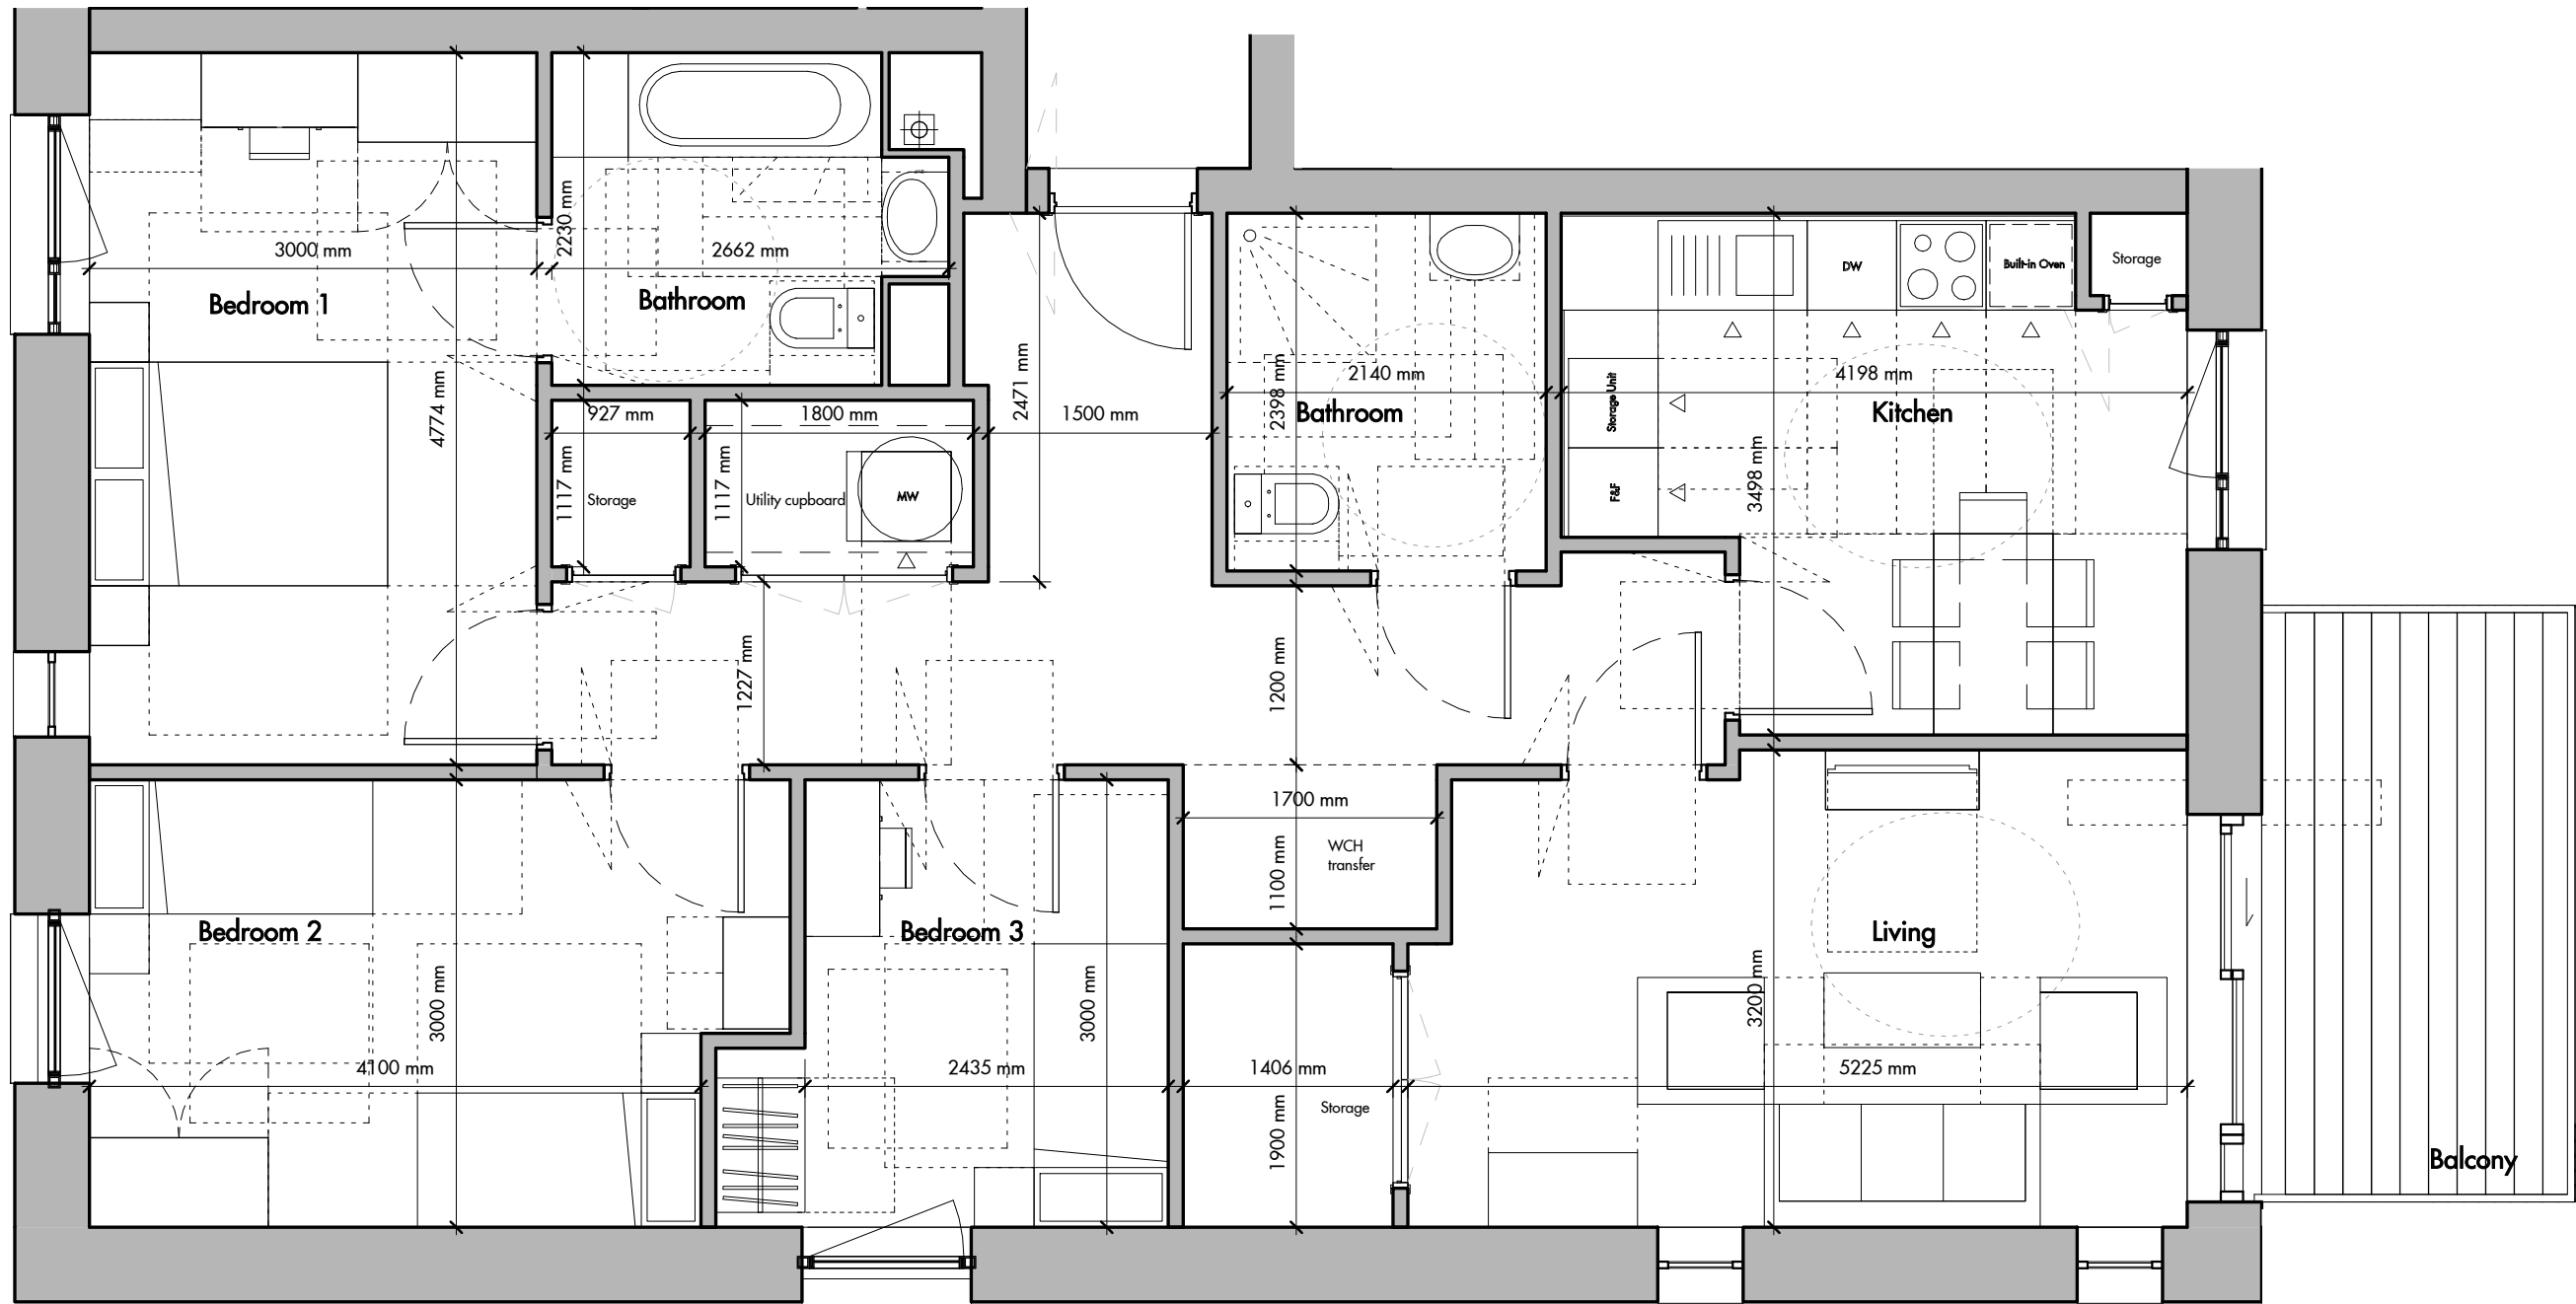 DW
Built-in Oven
Storage
3000 mm
2230 mm
2662 mm
Bedroom 1
Bathroom
4774 mm
927 mm
1800 mm
2471 mm
1500 mm
2398 mm
2140 mm
Bathroom
Storage Unit
4198 mm
Kitchen
3498 mm
1117 mm
Storage
1117 mm
Utility cupboard
MW
F&F
1227 mm
1200 mm
1700 mm
WCH
transfer
1100 mm
Bedroom 2
Bedroom 3
Living
3000 mm
3000 mm
3200 mm
4100 mm
2435 mm
1406 mm
5225 mm
Storage
1900 mm
Balcony